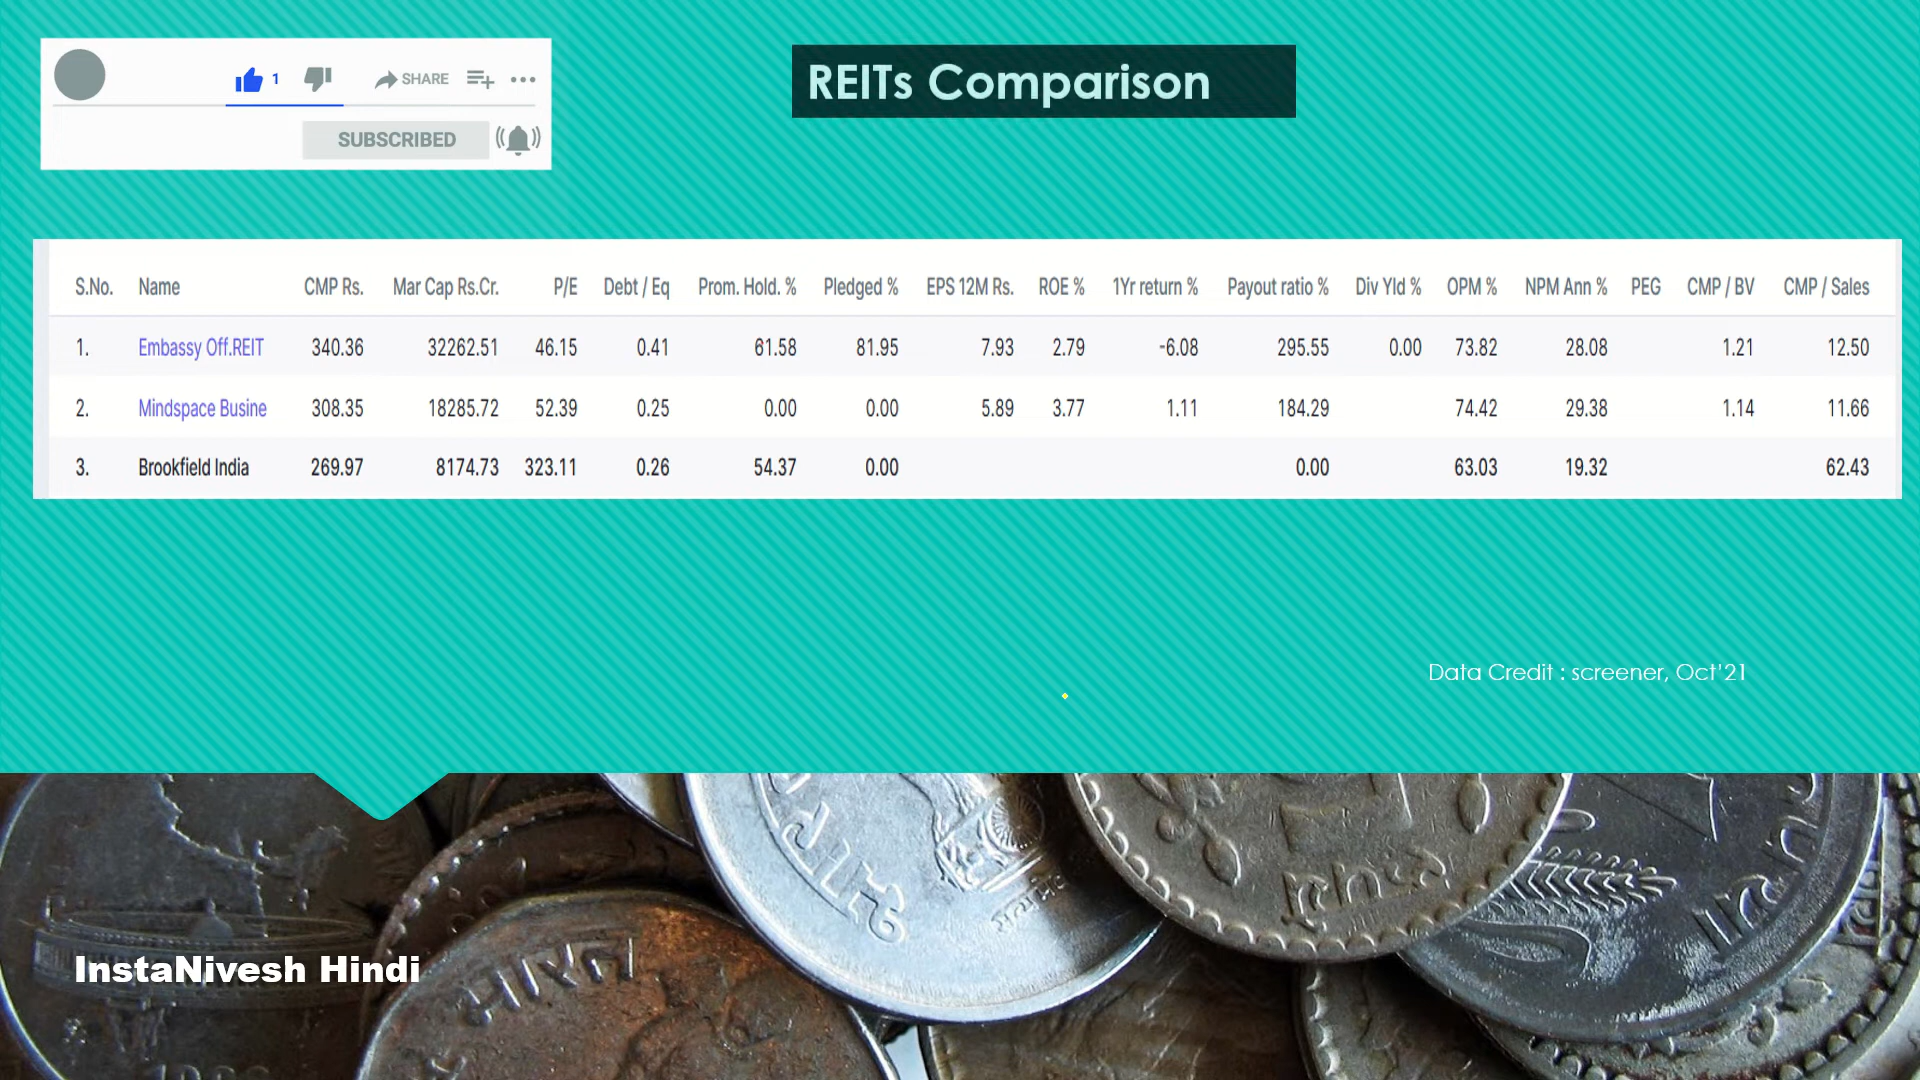 1 SHARE
SUBSCRIBED
REITs Comparison
S.No. Name CMP Rs. Mar Cap Rs.Cr. P/E Debt / Eq Prom. Hold. % Pledged % EPS 12M Rs. ROE % 1Yr return % Payout ratio % Div Yld % OPM % NPM Ann % PEG CMP / BV CMP / Sales
1. Embassy Off.REIT 340.36 32262.51 46.15 0.41 61.58 81.95 7.93 2.79 -6.08 295.55 0.00 73.82 28.08 1.21 12.50
2. Mindspace Busine 308.35 18285.72 52.39 0.25 0.00 0.00 5.89 3.77 1.11 184.29 74.42 29.38 1.14 11.66
3. Brookfield India 269.97 8174.73 323.11 0.26 54.37 0.00 0.00 63.03 19.32 62.43
Data Credit : screener, Oct'21
InstaNivesh Hindi